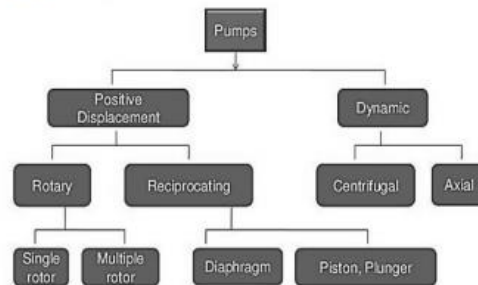 Pumps
Positive
Displacement
Dynamic
Rotary
Reciprocating
Centrifugal
Axial
Single
rotor
Multiple
rotor
Diaphragm
Piston, Plunger